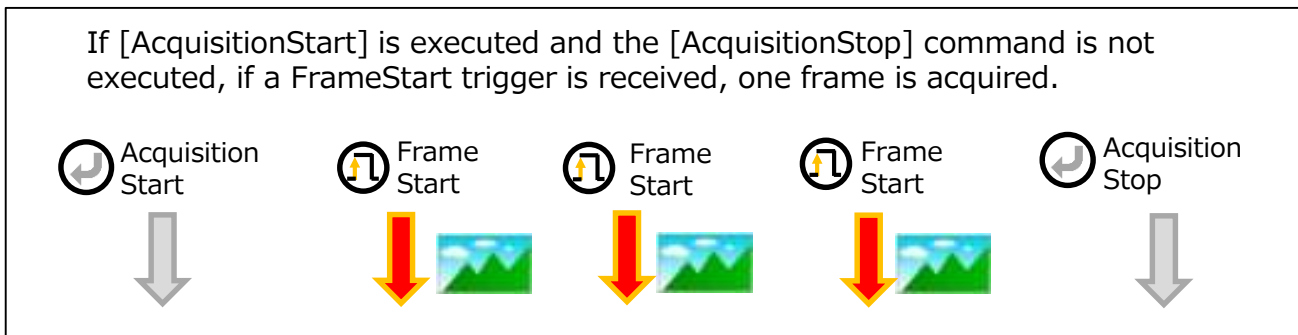 If [AcquisitionStart] is executed and the [AcquisitionStop] command is not
executed, if a FrameStart trigger is received, one frame is acquired.
Acquisition
Start
Frame
Start
Frame
Start
Frame
Start
Acquisition
Stop